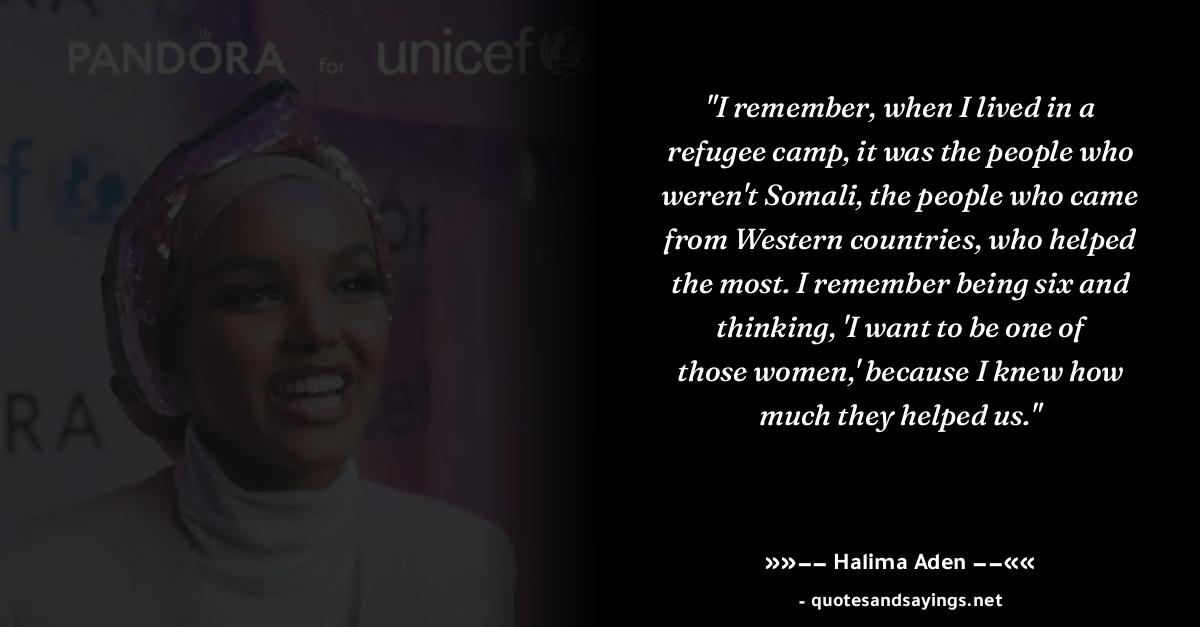 PANDORA for unicef
f
OR
RA
"I remember, when I lived in a
refugee camp, it was the people who
weren't Somali, the people who came
from Western countries, who helped
the most. I remember being six and
thinking, 'I want to be one of
those women,' because I knew how
much they helped us."
»»−− Halima Aden −−««
- quotesandsayings.net